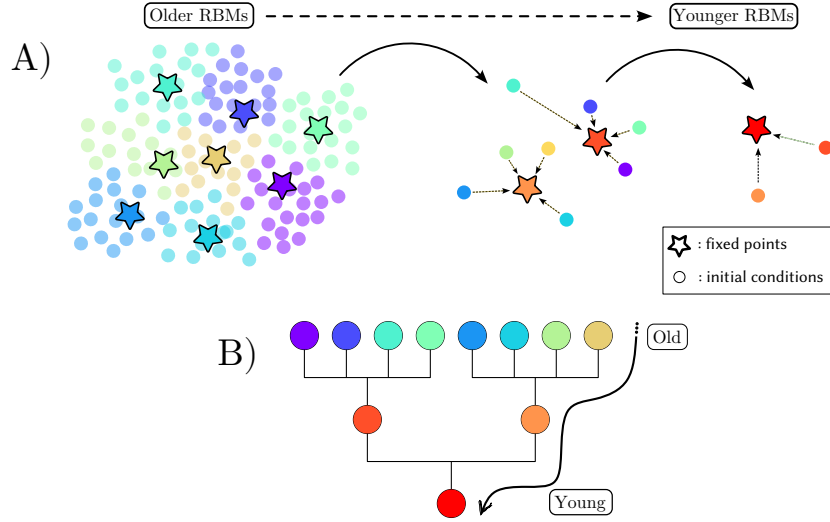 Older RBMs
Younger RBMs
A)
: fixed points
: initial conditions
B)
Old
Young